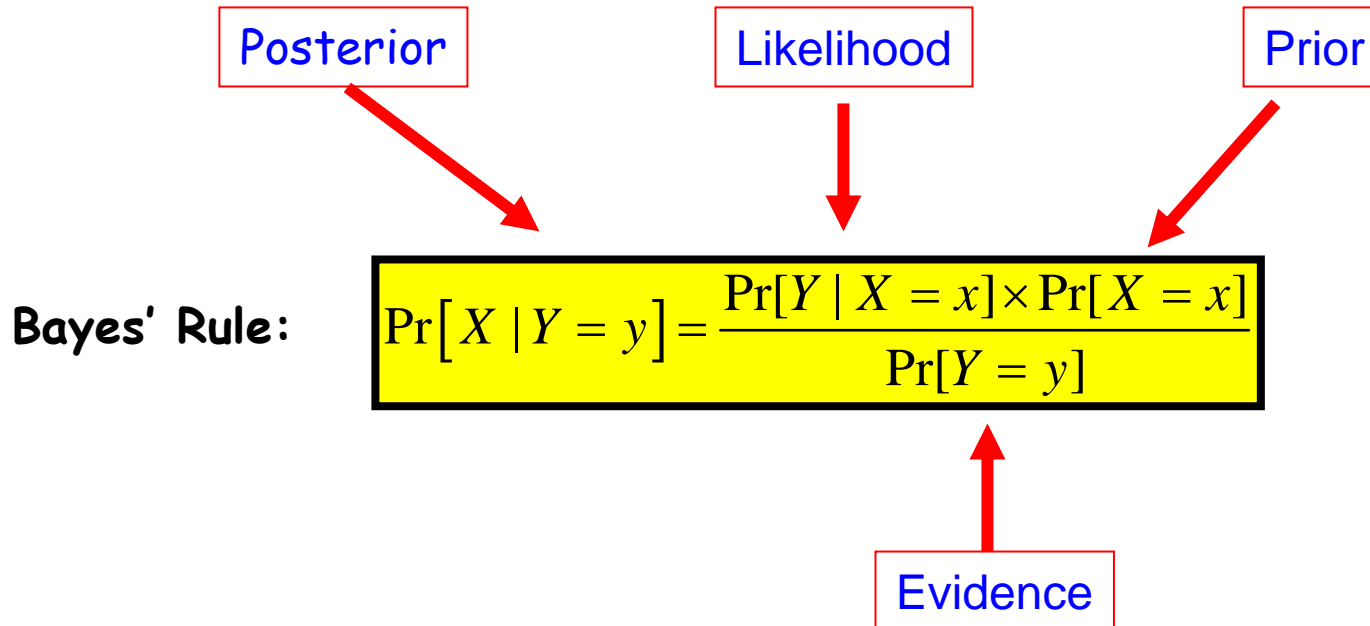 Posterior Likelihood Prior
Bayes' Rule: Pr[X | Y = y] = Pr[Y | X = x] × Pr[X = x] / Pr[Y = y]
Evidence